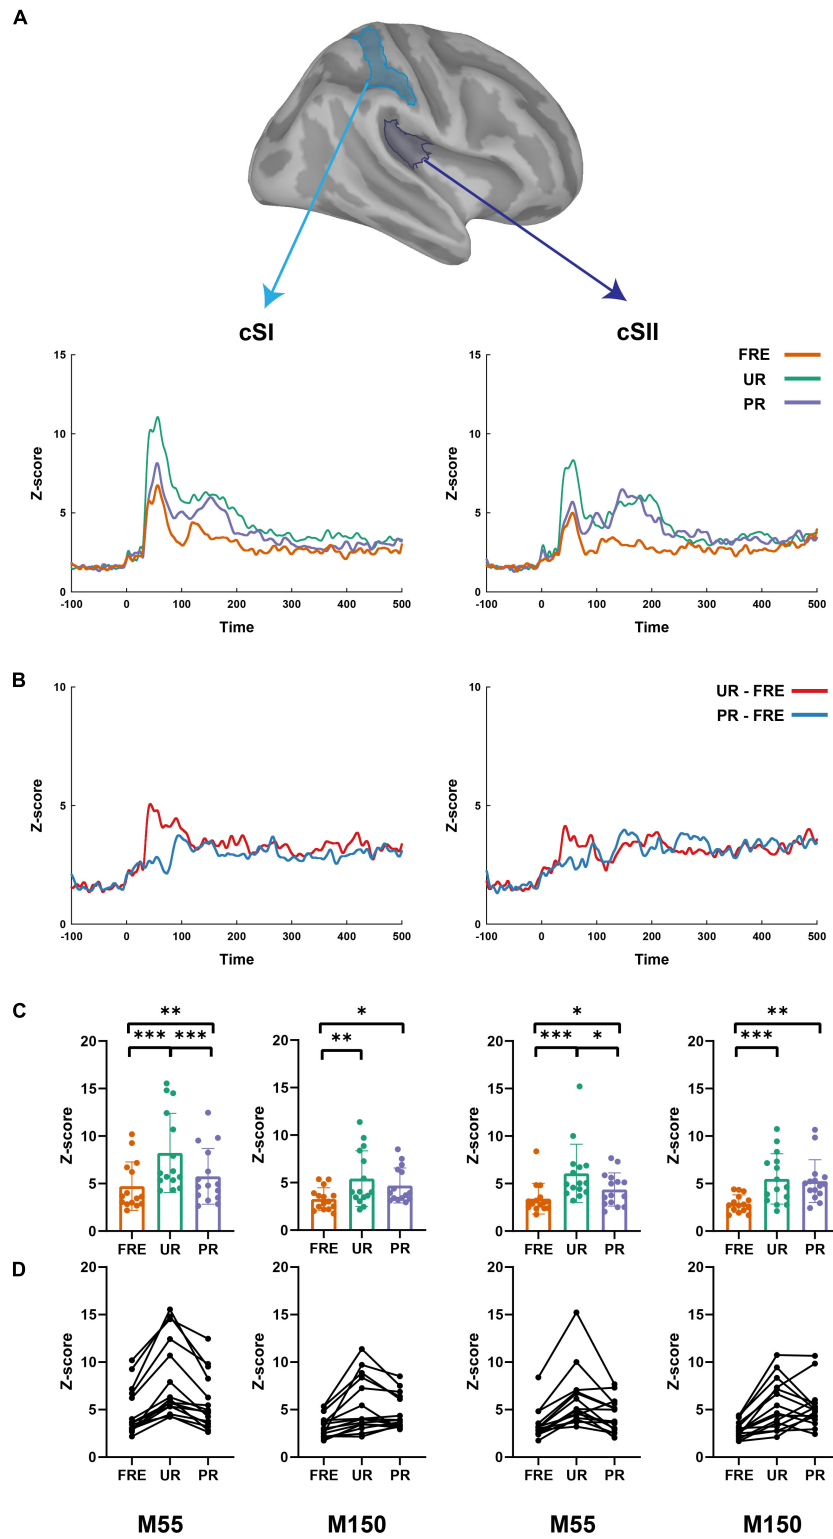 A
cSI
cSII
15
10
5
0
Z-score
-100 0 100 200 300 400 500
Time
15
10
5
0
Z-score
-100 0 100 200 300 400 500
Time
FRE
UR
PR
B
10
5
0
Z-score
-100 0 100 200 300 400 500
Time
10
5
0
Z-score
-100 0 100 200 300 400 500
Time
UR - FRE
PR - FRE
C
**
*** ***
20
15
10
5
0
Z-score
FRE UR PR
*
**
20
15
10
5
0
Z-score
FRE UR PR
*
*** *
20
15
10
5
0
Z-score
FRE UR PR
**
***
20
15
10
5
0
Z-score
FRE UR PR
D
20
15
10
5
0
Z-score
FRE UR PR
20
15
10
5
0
Z-score
FRE UR PR
20
15
10
5
0
Z-score
FRE UR PR
20
15
10
5
0
Z-score
FRE UR PR
M55 M150 M55 M150